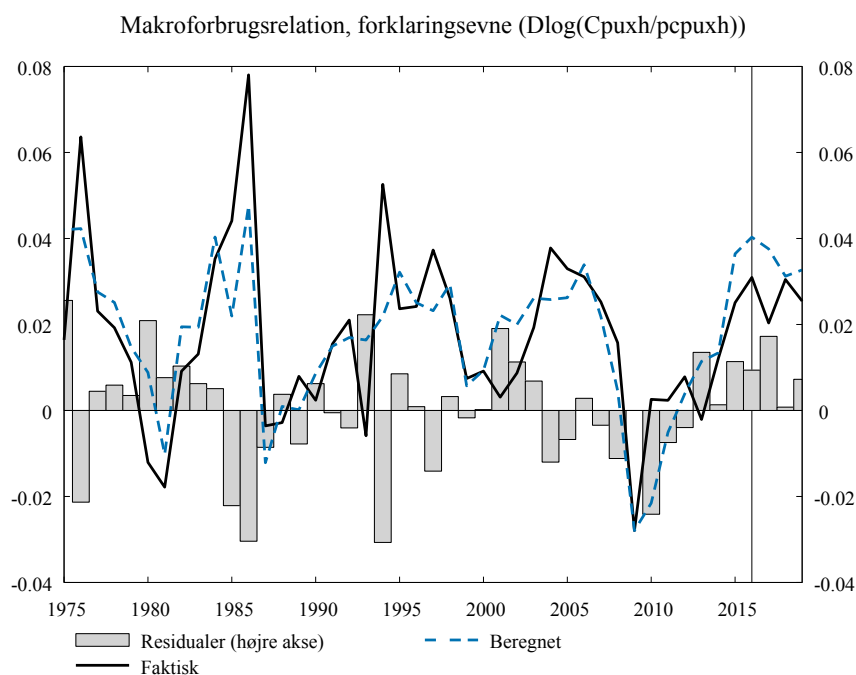 Makroforbrugsrelation, forklaringsevne (Dlog(Cpuxh/pcpuxh))
0.08 0.08
0.06 0.06
0.04 0.04
0.02 0.02
0 0
-0.02 -0.02
-0.04 -0.04
1975 1980 1985 1990 1995 2000 2005 2010 2015
Residualer (højre akse) Beregnet
Faktisk